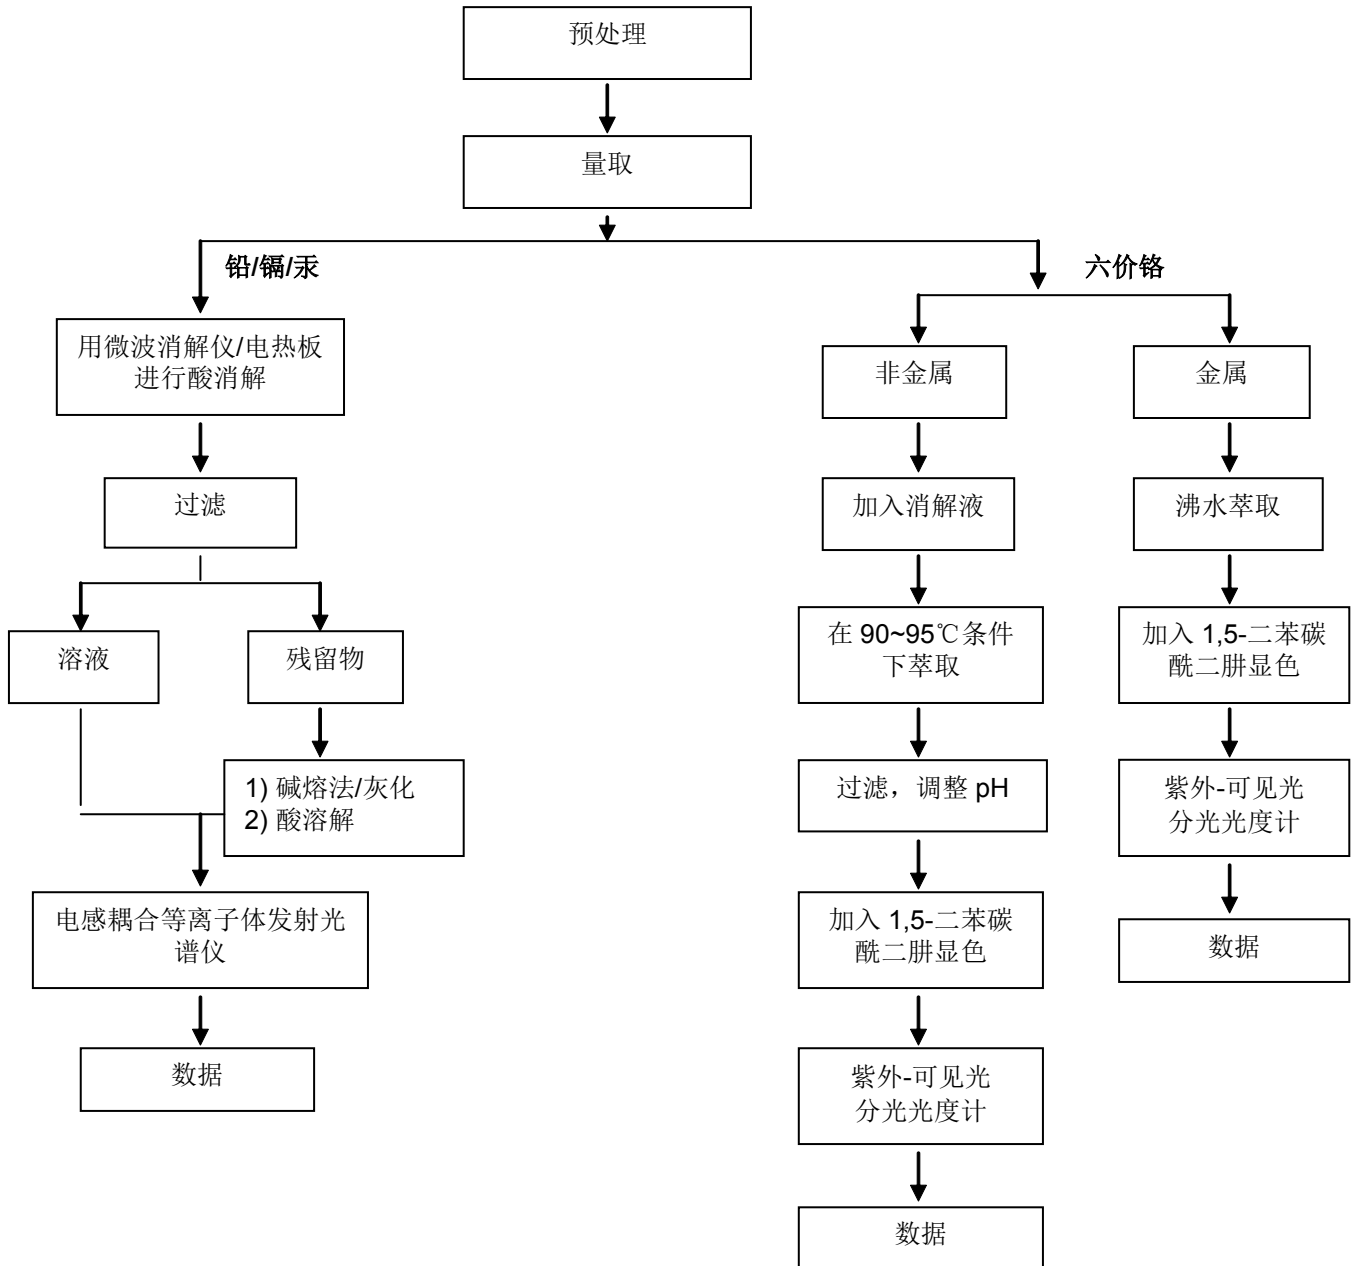 预处理
量取
铅/镉/汞
六价铬
用微波消解仪/电热板
进行酸消解
过滤
溶液
残留物
1) 碱熔法/灰化
2) 酸溶解
电感耦合等离子体发射光
谱仪
数据
非金属
加入消解液
在 90~95℃条件
下萃取
过滤，调整 pH
加入 1,5-二苯碳
酰二肼显色
紫外-可见光
分光光度计
数据
金属
沸水萃取
加入 1,5-二苯碳
酰二肼显色
紫外-可见光
分光光度计
数据